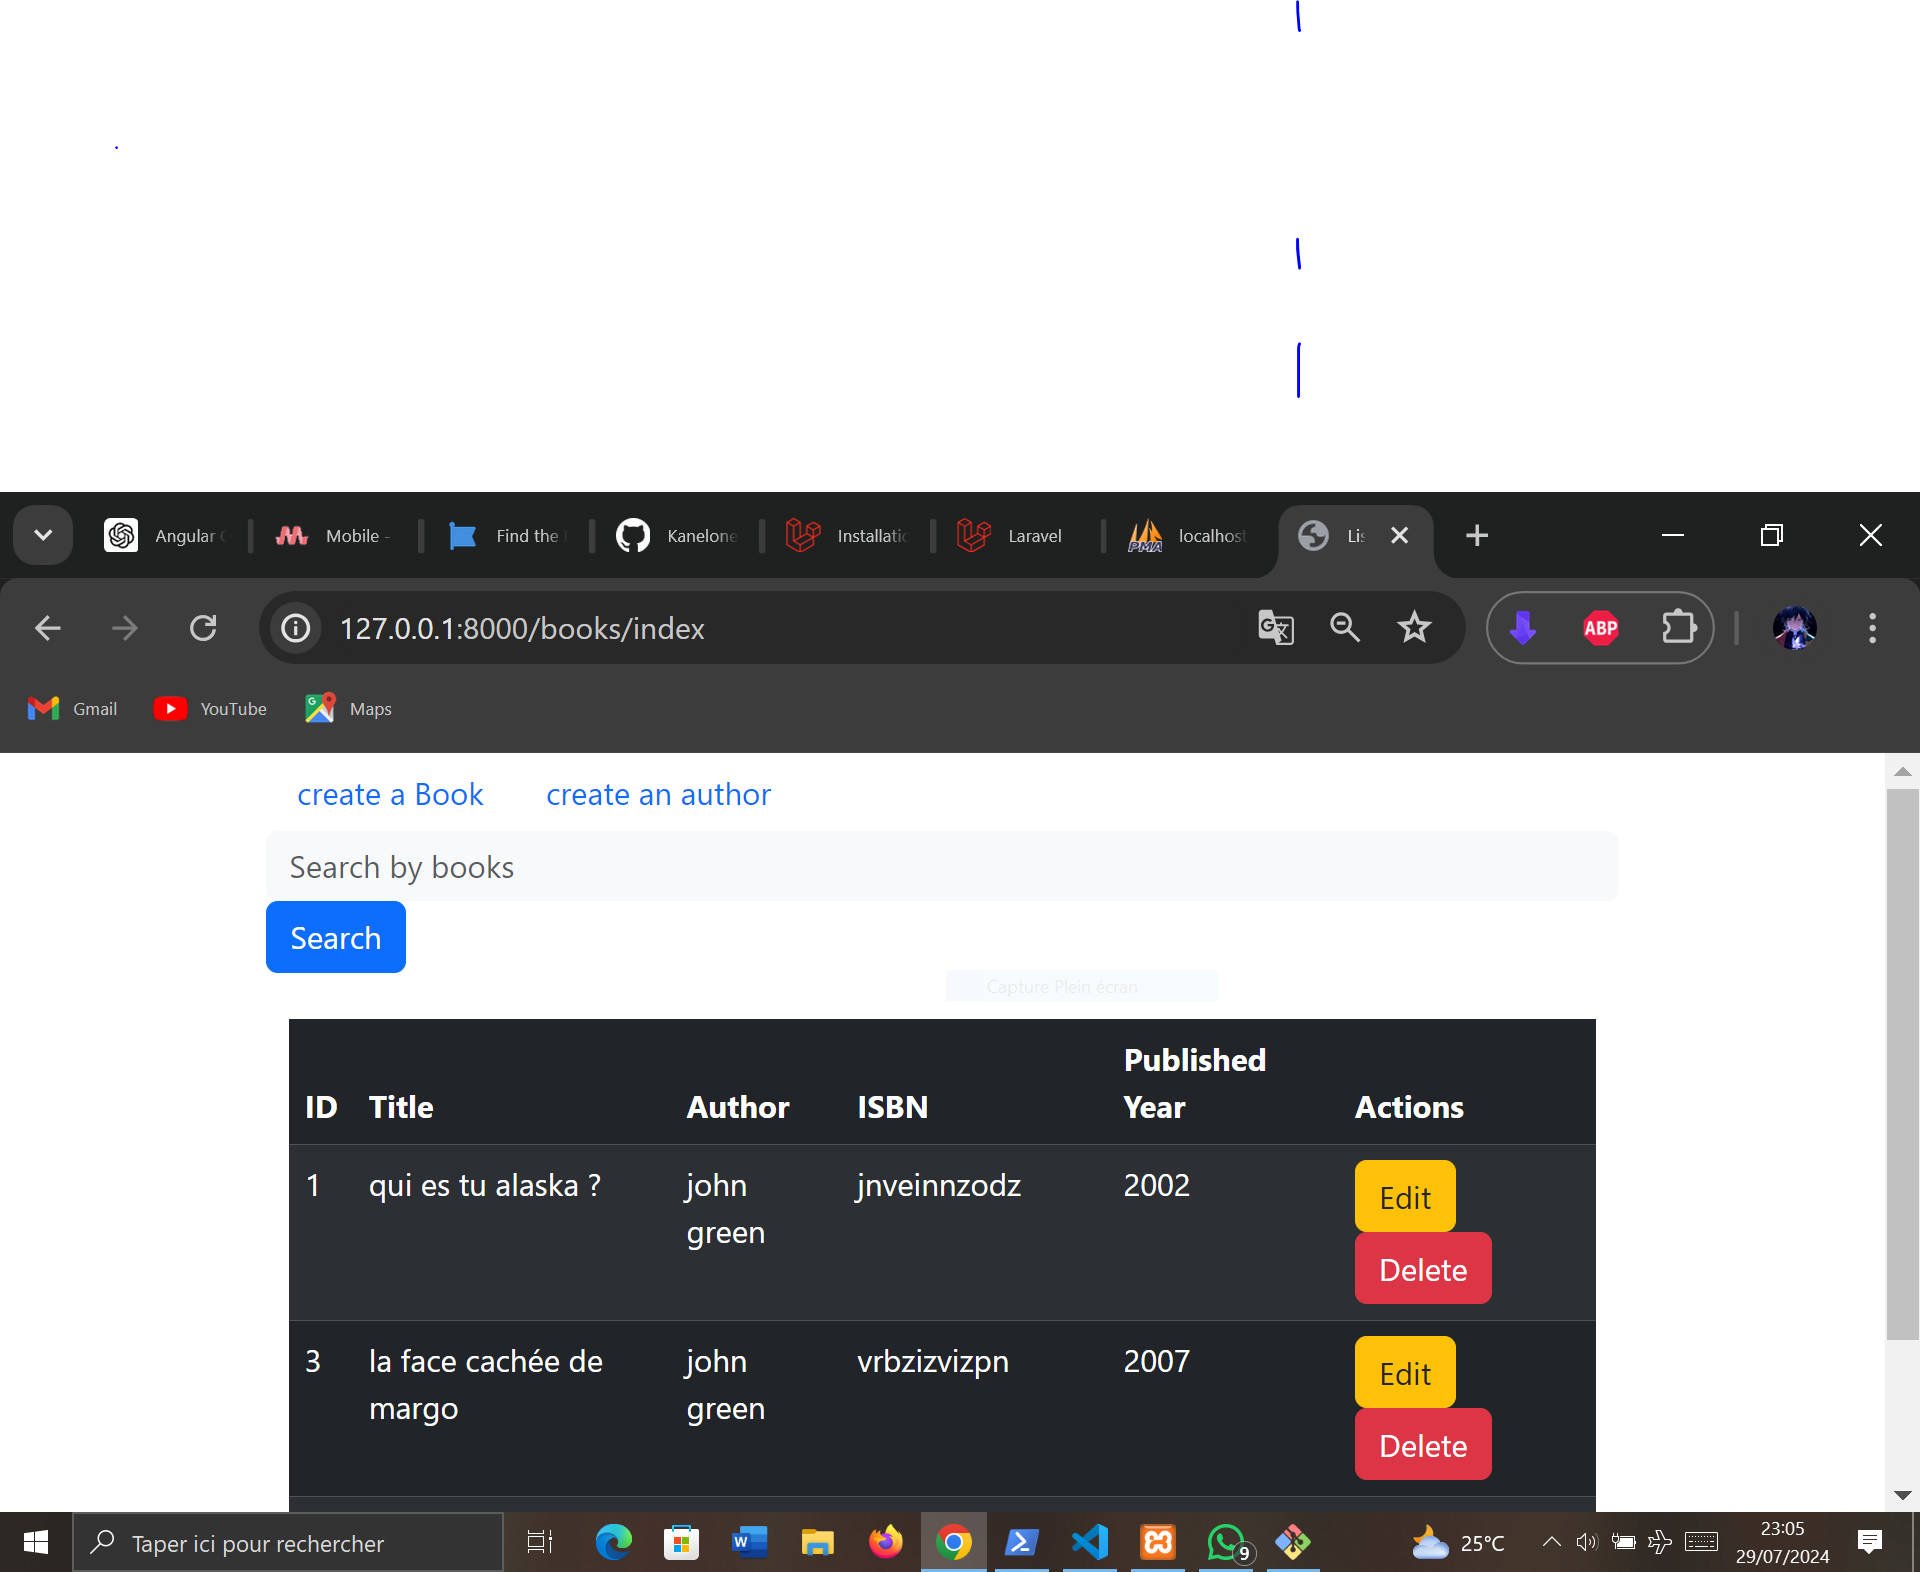 Angular
Mobile -
Find the
Kanelone
Installatio
Laravel
localhost
Lis
127.0.0.1:8000/books/index
ABP
Gmail
YouTube
Maps
create a Book
create an author
Search by books
Search
Capture Plein écran
ID Title Author ISBN Published Year Actions
1 qui es tu alaska ? john green jnveinnzodz 2002
Edit
Delete
3 la face cachée de margo john green vrbzizvizpn 2007
Edit
Delete
Taper ici pour rechercher
9
25°C
23:05
29/07/2024